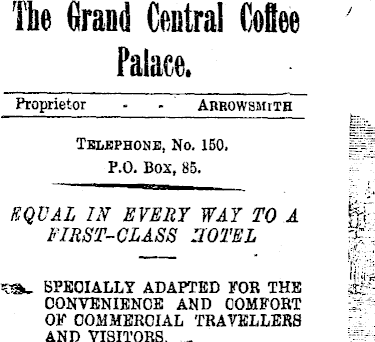 The Grand Central Coffee
Palace.
Proprietor - - ARROWSMITH
TELEPHONE, No. 150.
P.O. Box, 85.
EQUAL IN EVERY WAY TO A
FIRST-CLASS HOTEL
SPECIALLY ADAPTED FOR THE
CONVENIENCE AND COMFORT
OF COMMERCIAL TRAVELLERS
AND VISITORS.